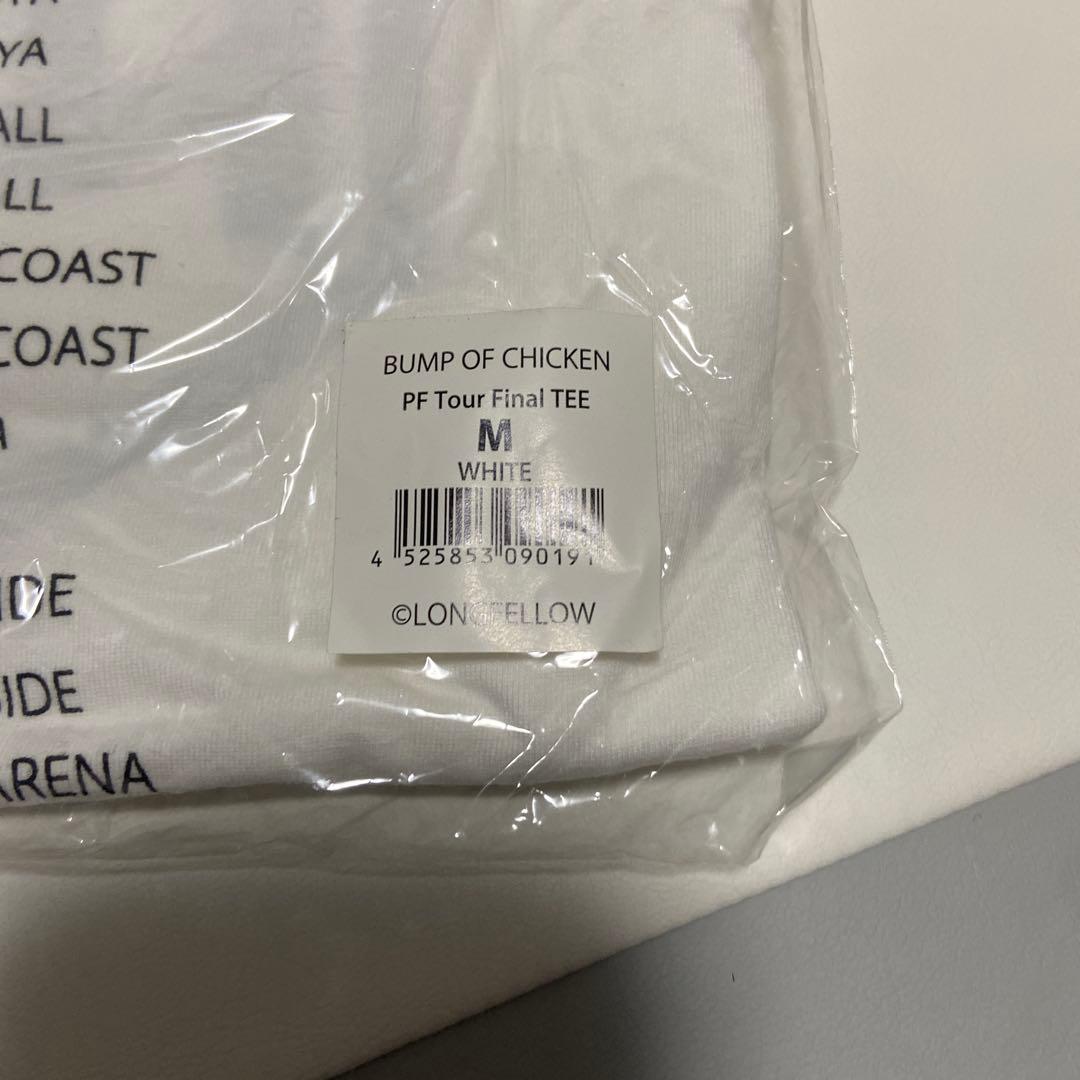 YA
ALL
LL
COAST
COAST
BUMP OF CHICKEN
PF Tour Final TEE
M
WHITE
4 525853 090191
©LONGFELLOW
IDE
SIDE
ARENA